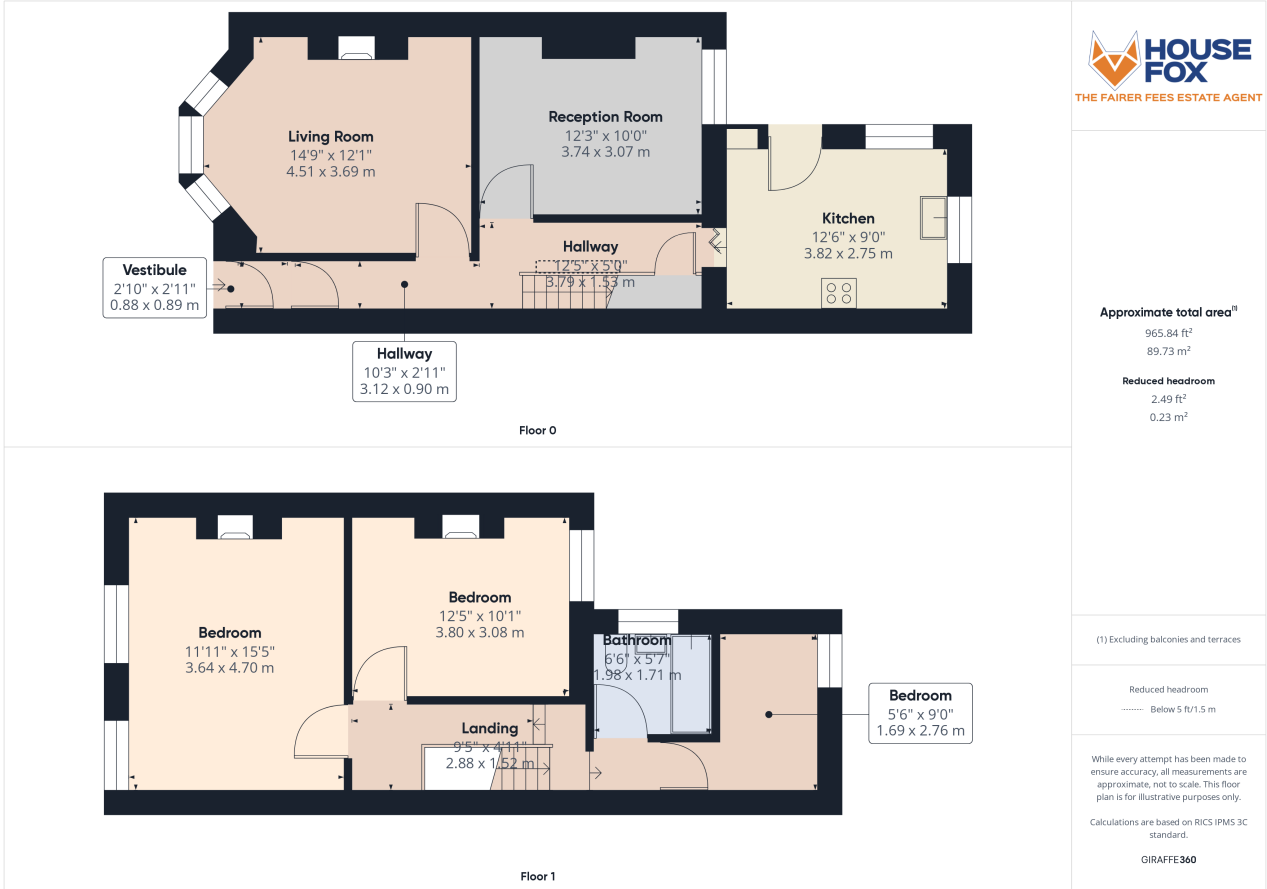 Living Room
14'9" x 12'1"
4.51 x 3.69 m
Reception Room
12'3" x 10'0"
3.74 x 3.07 m
Kitchen
12'6" x 9'0"
3.82 x 2.75 m
Hallway
12'5" x 5'0"
3.79 x 1.53 m
Vestibule
2'10" x 2'11"
0.88 x 0.89 m
Hallway
10'3" x 2'11"
3.12 x 0.90 m
Floor 0
Bedroom
11'11" x 15'5"
3.64 x 4.70 m
Bedroom
12'5" x 10'1"
3.80 x 3.08 m
Bathroom
6'6" x 5'7"
1.98 x 1.71 m
Landing
9'5" x 4'11"
2.88 x 1.52 m
Bedroom
5'6" x 9'0"
1.69 x 2.76 m
Floor 1
HOUSE
FOX
THE FAIRER FEES ESTATE AGENT
Approximate total area(1)
965.84 ft²
89.73 m²
Reduced headroom
2.49 ft²
0.23 m²
(1) Excluding balconies and terraces
Reduced headroom
Below 5 ft/1.5 m
While every attempt has been made to
ensure accuracy, all measurements are
approximate, not to scale. This floor
plan is for illustrative purposes only.
Calculations are based on RICS IPMS 3C
standard.
GIRAFFE360